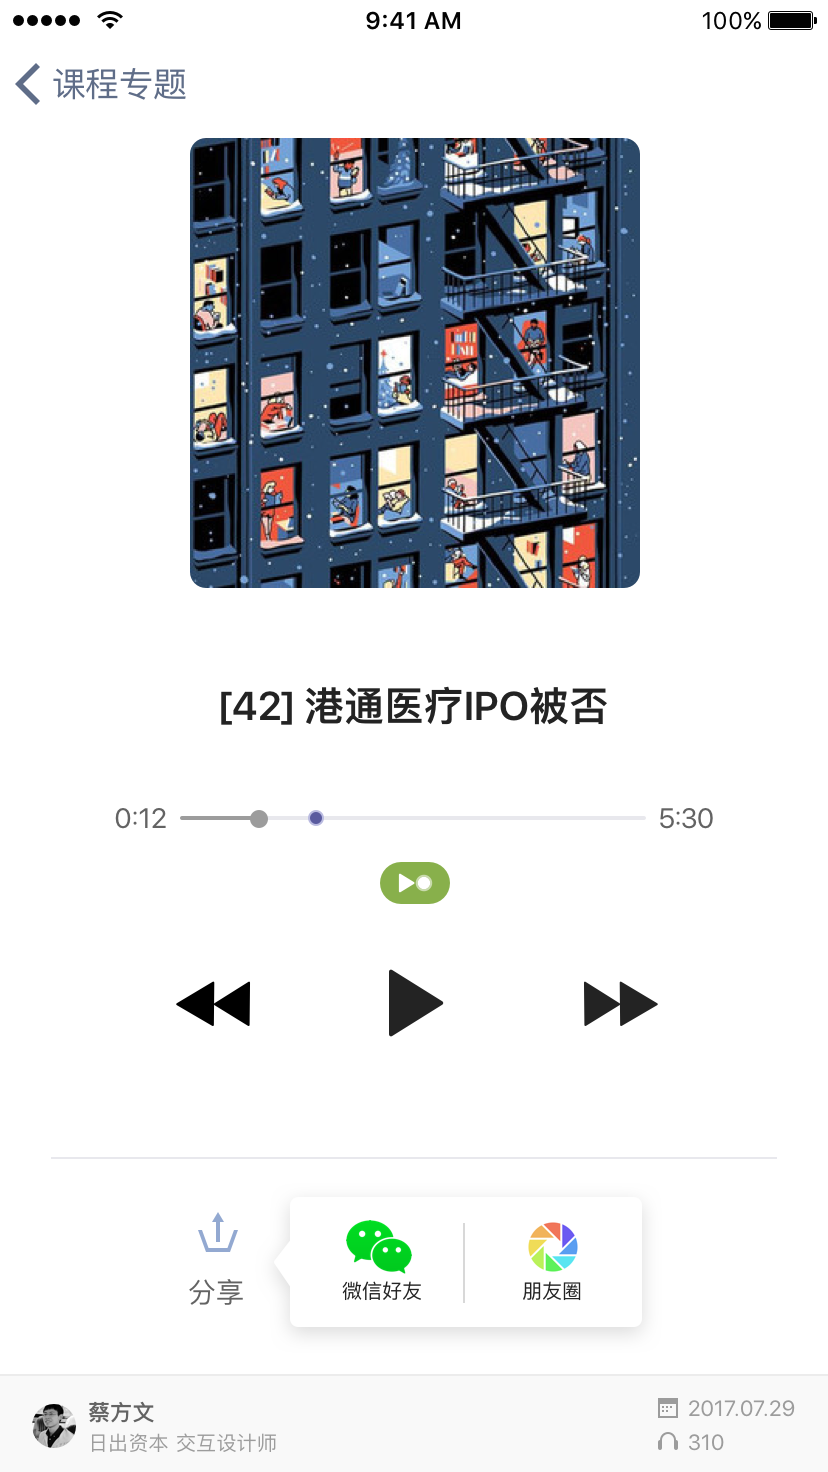 9:41 AM 100%
课程专题
[42] 港通医疗IPO被否
0:12 5:30
分享
微信好友 朋友圈
蔡方文 2017.07.29
日出资本 交互设计师 310